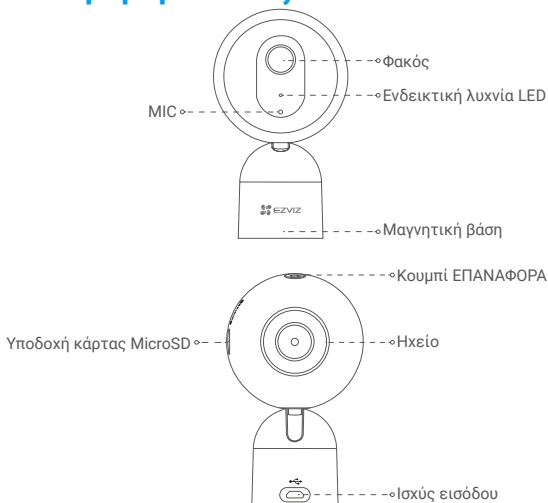 Φακός
Ενδεικτική λυχνία LED
MIC
EZVIZ
Μαγνητική βάση
Κουμπί ΕΠΑΝΑΦΟΡΑ
Υποδοχή κάρτας MicroSD
Ηχείο
Ισχύς εισόδου